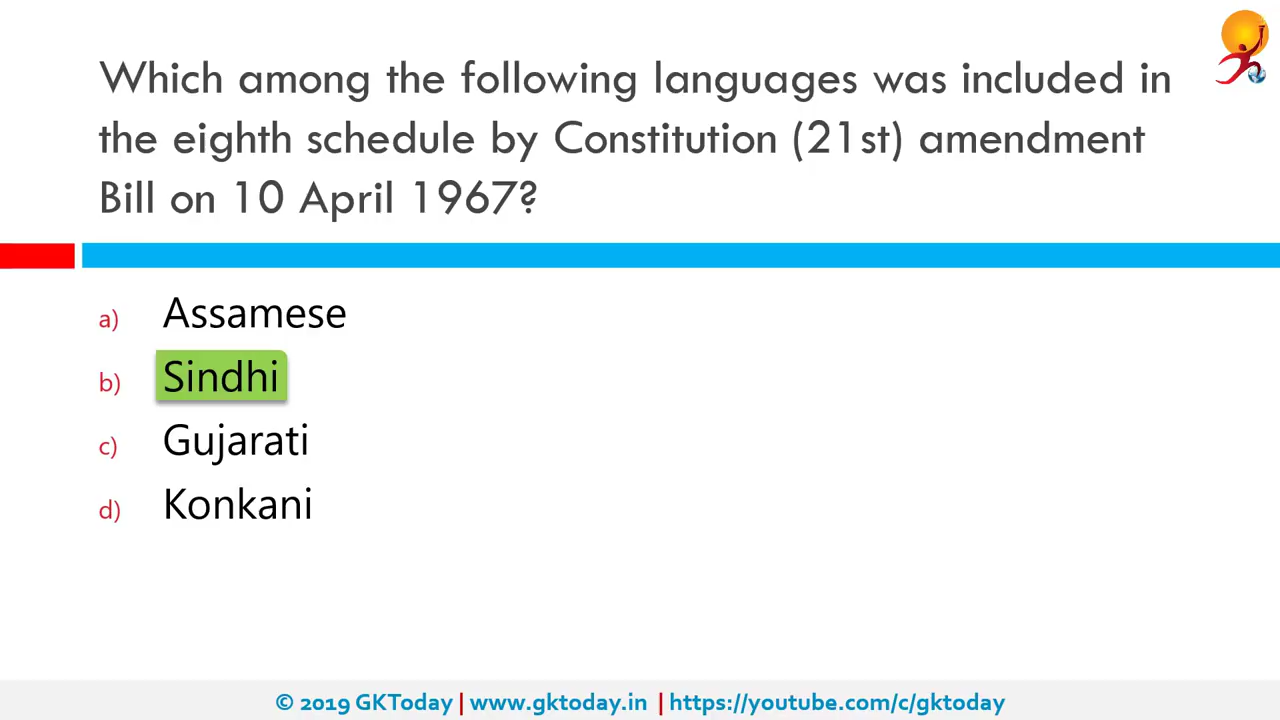 Which among the following languages was included in
the eighth schedule by Constitution (21st) amendment
Bill on 10 April 1967?
a) Assamese
b) Sindhi
c) Gujarati
d) Konkani
© 2019 GKToday | www.gktoday.in | https://youtube.com/c/gktoday